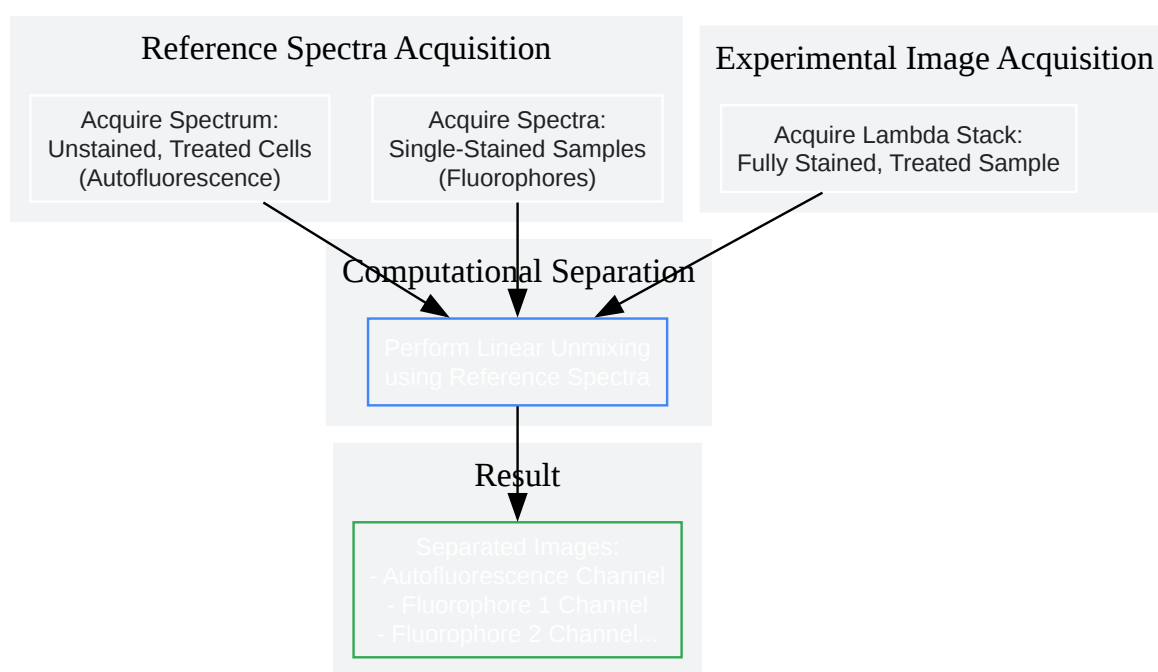 Reference Spectra Acquisition
Acquire Spectrum:
Unstained, Treated Cells
(Autofluorescence)
Acquire Spectra:
Single-Stained Samples
(Fluorophores)
Experimental Image Acquisition
Acquire Lambda Stack:
Fully Stained, Treated Sample
Computational Separation
Perform Linear Unmixing
using Reference Spectra
Result
Separated Images:
- Autofluorescence Channel
- Fluorophore 1 Channel
- Fluorophore 2 Channel...